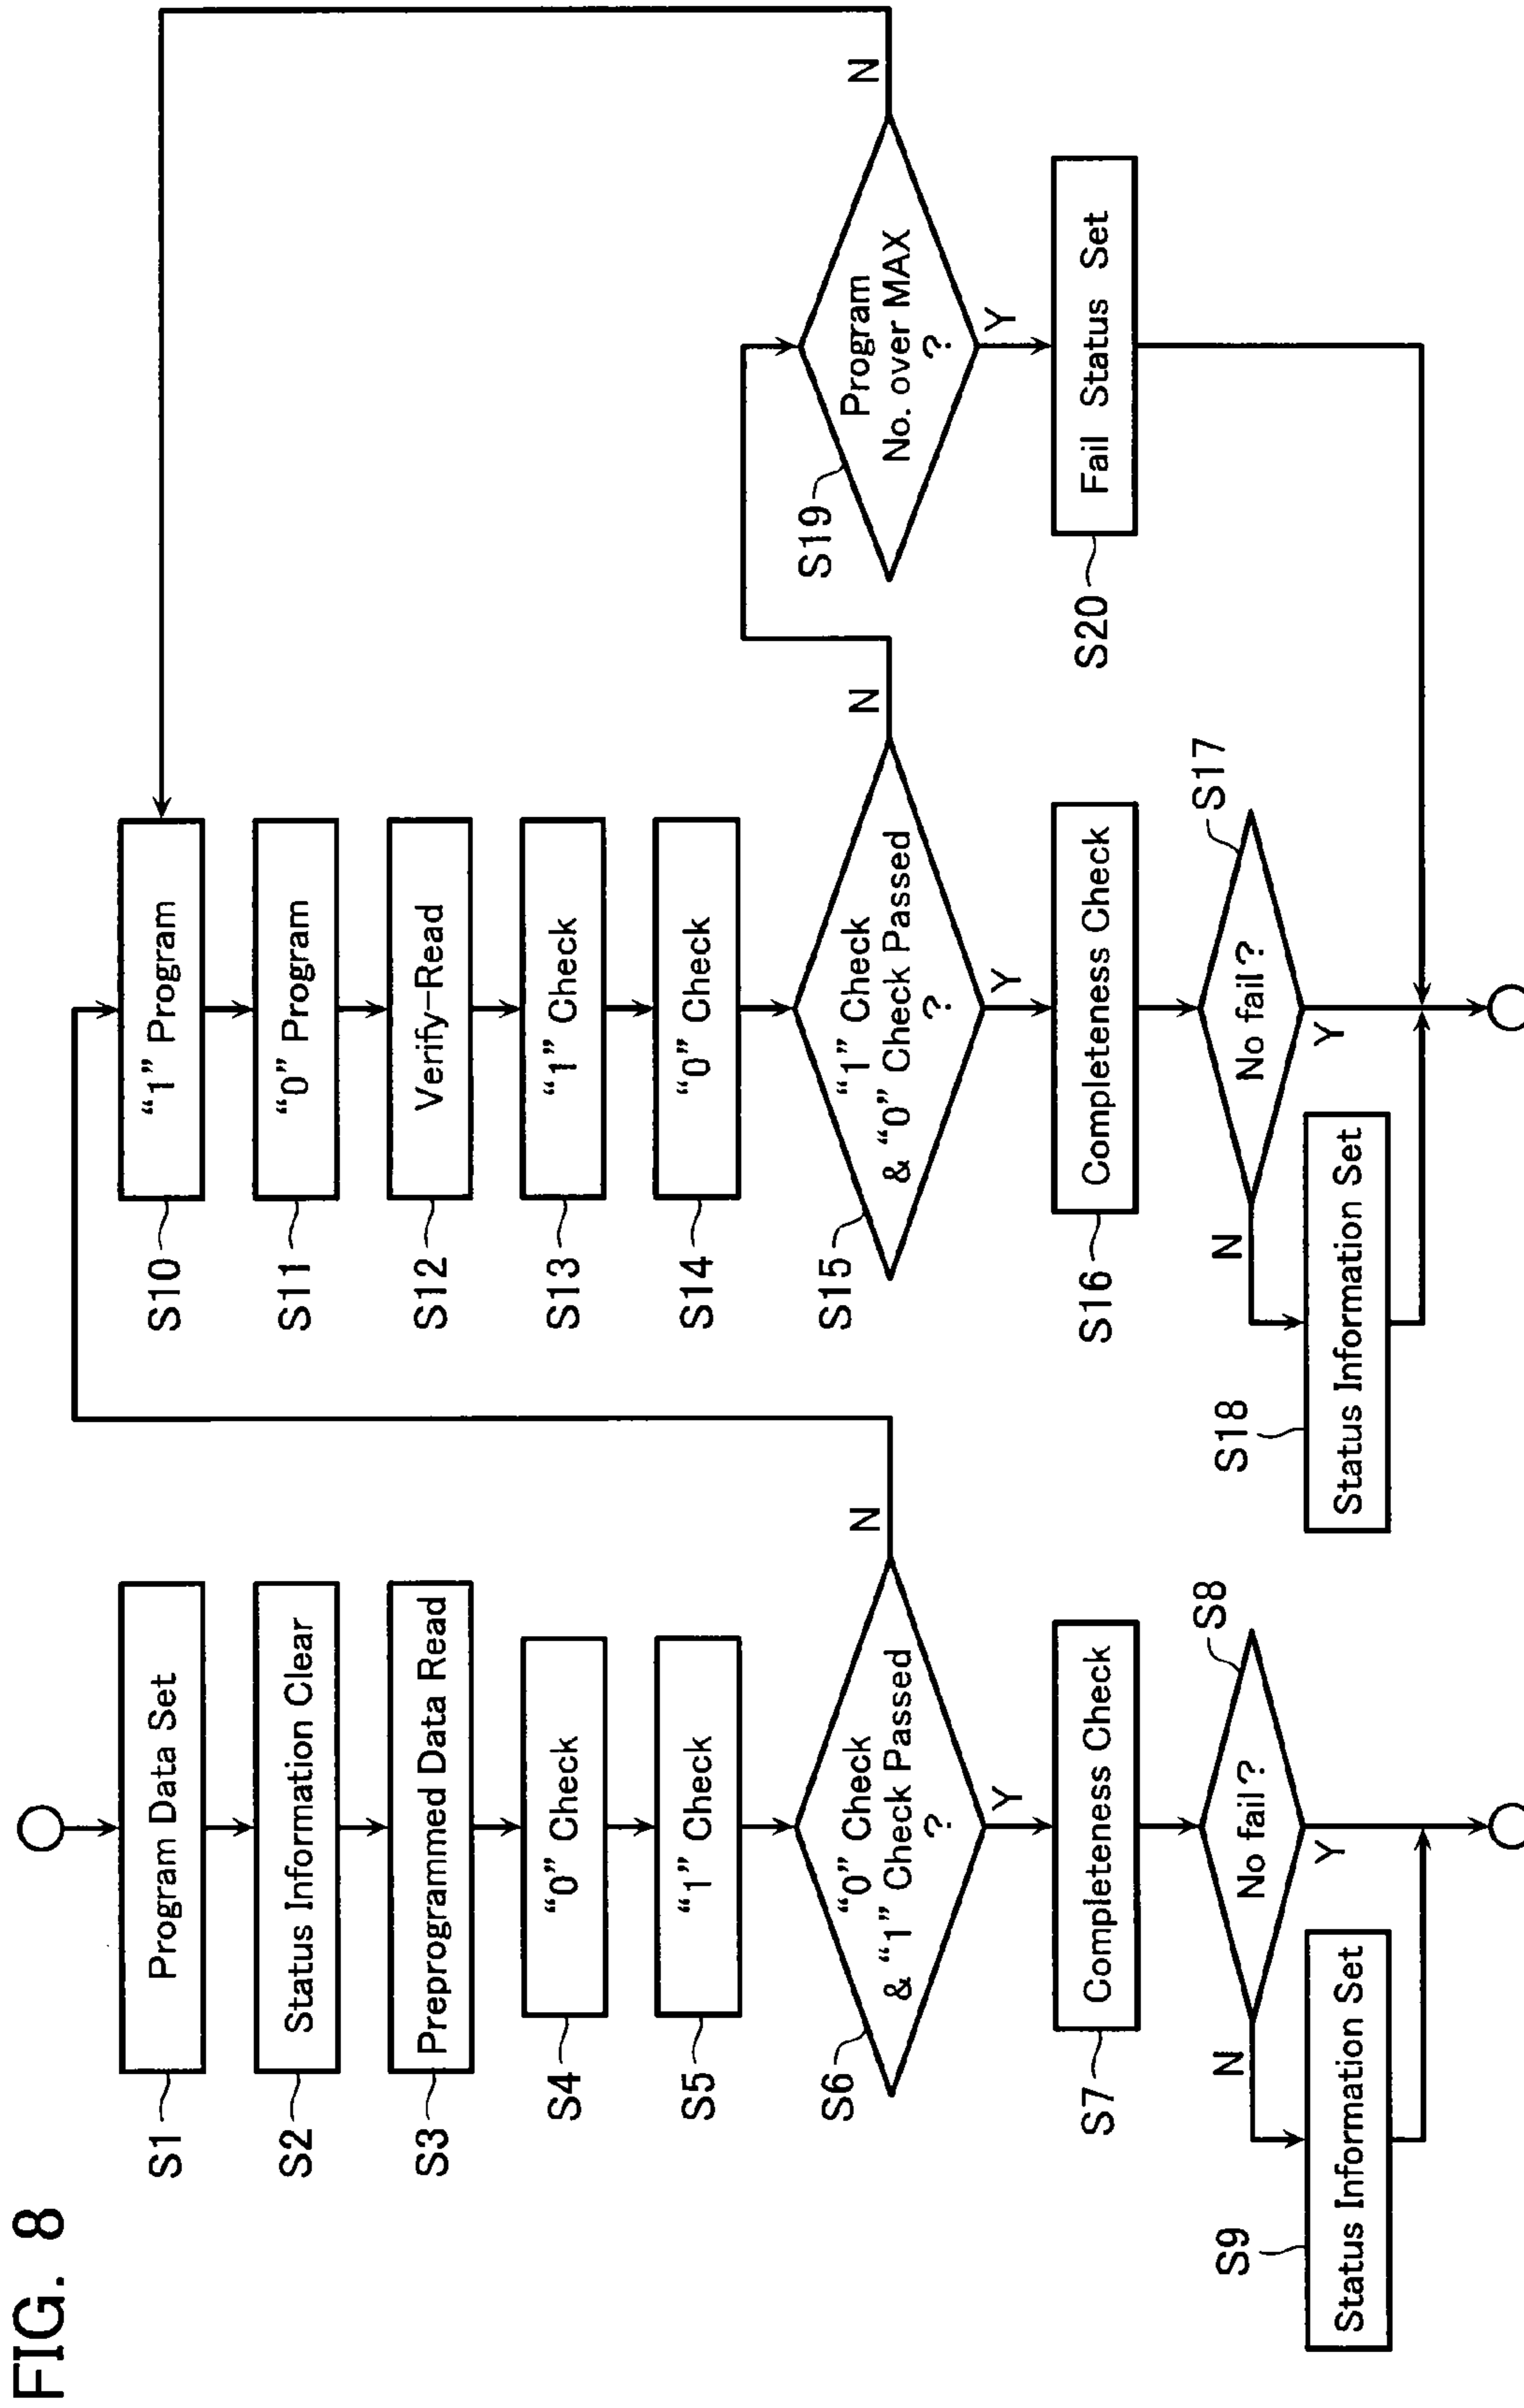 FIG. 8
S1
Program Data Set
S2
Status Information Clear
S3
Preprogrammed Data Read
S4
“0” Check
S5
“1” Check
S6
“0” Check
& “1” Check Passed
?
N
Y
S7
Completeness Check
S8
No fail?
N
Y
S9
Status Information Set
S10
“1” Program
S11
“0” Program
S12
Verify-Read
S13
“1” Check
S14
“0” Check
S15
“1” Check
& “0” Check Passed
?
N
Y
S16
Completeness Check
S17
No fail?
N
Y
S18
Status Information Set
S19
Program
No. over MAX
?
N
Y
S20
Fail Status Set